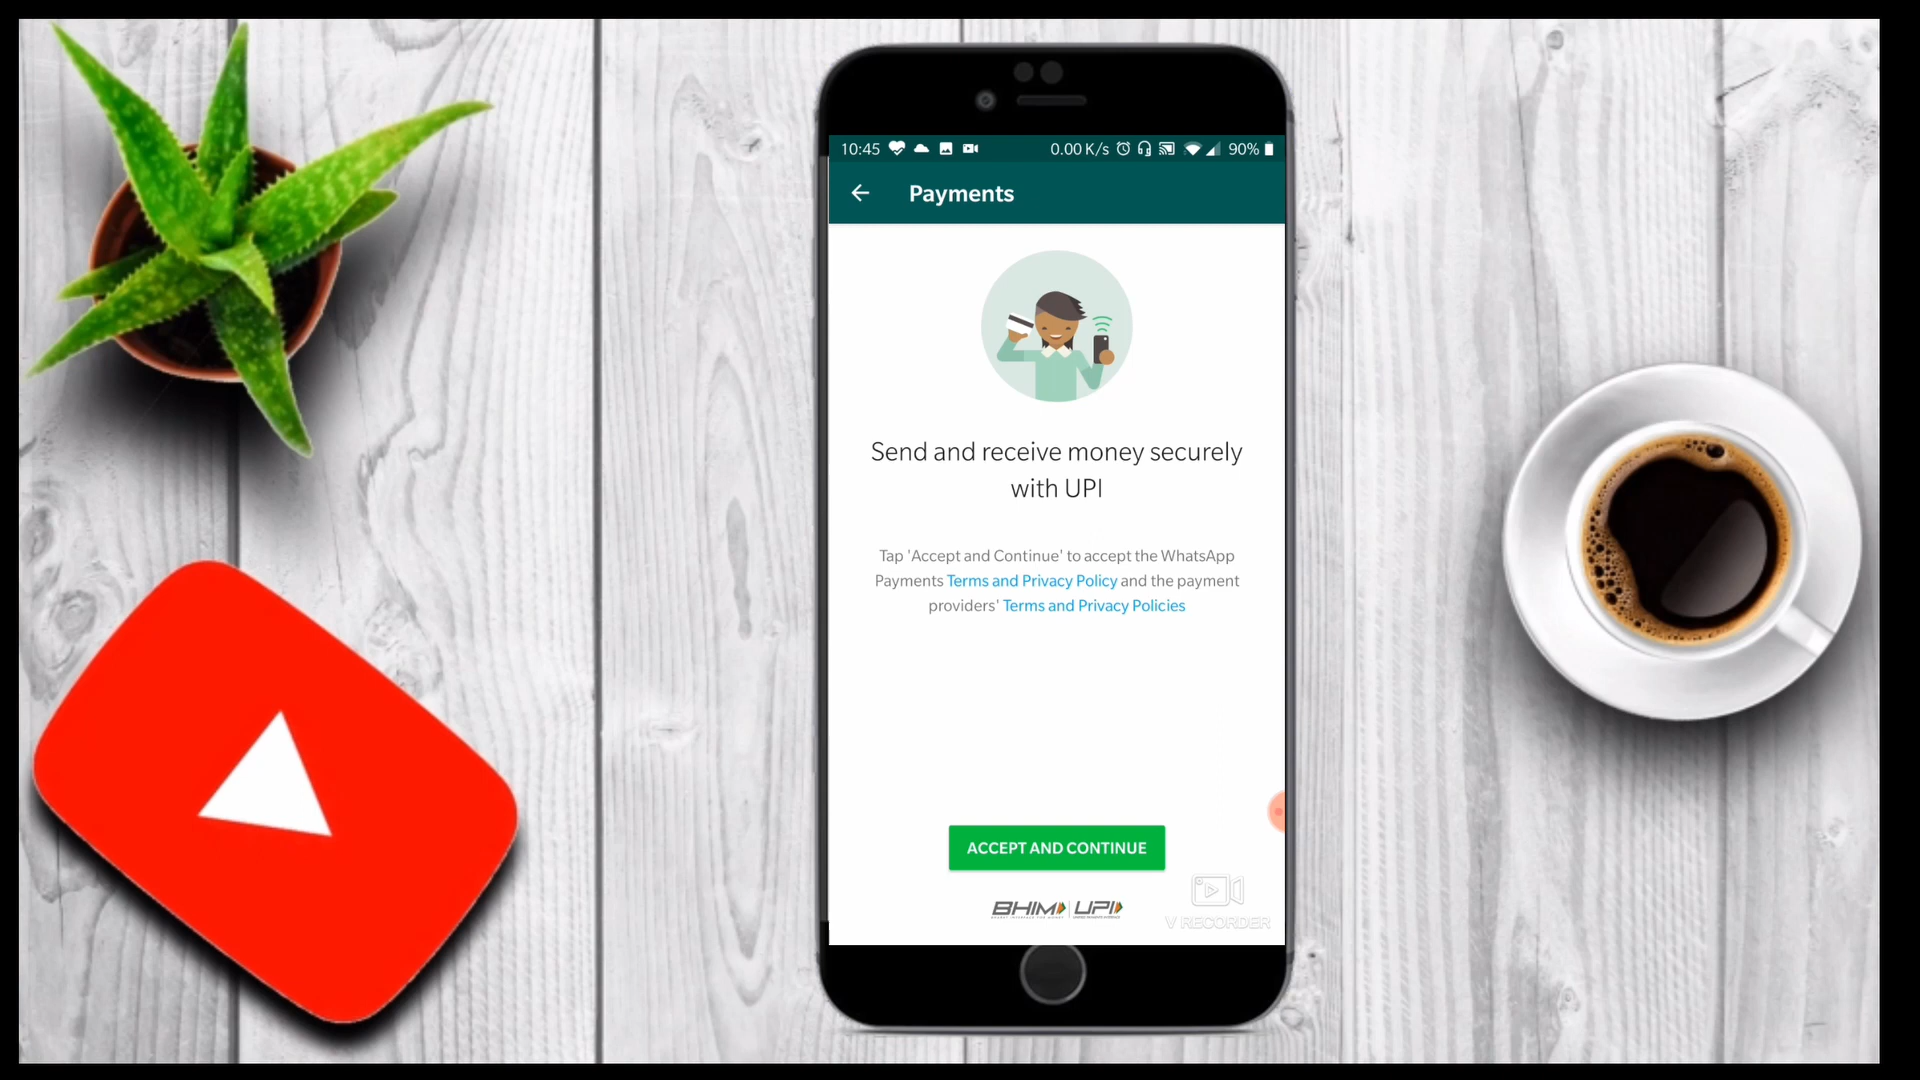 10:45 0.00 K/s 90%
Payments
Send and receive money securely
with UPI
Tap 'Accept and Continue' to accept the WhatsApp
Payments Terms and Privacy Policy and the payment
providers' Terms and Privacy Policies
ACCEPT AND CONTINUE
BHIM UPI
V RECORDER